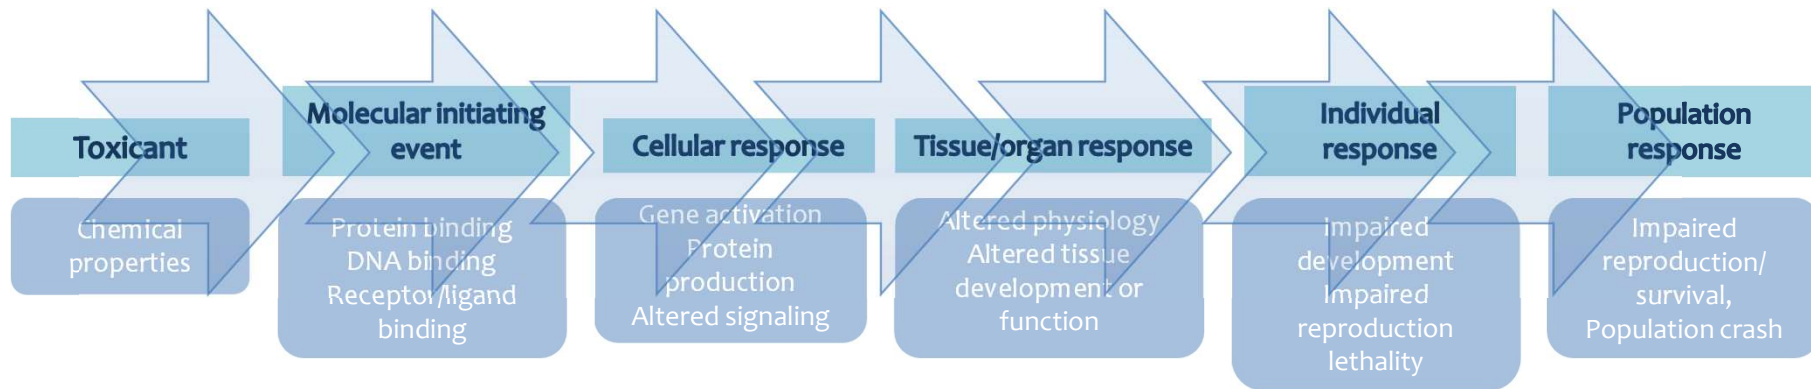 Toxicant
Chemical
properties
Molecular initiating
event
Protein binding
DNA binding
Receptor/ligand
binding
Cellular response
Gene activation
Protein
production
Altered signaling
Tissue/organ response
Altered physiology
Altered tissue
development or
function
Individual
response
impaired
development
Impaired
reproduction
lethality
Population
response
Impaired
reproduction/
survival,
Population crash